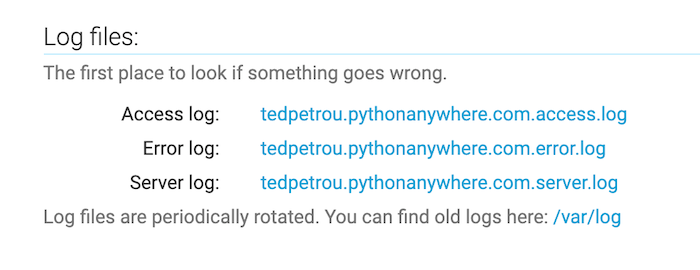 Log files:
The first place to look if something goes wrong.
Access log: tedpetrou.pythonanywhere.com.access.log
Error log: tedpetrou.pythonanywhere.com.error.log
Server log: tedpetrou.pythonanywhere.com.server.log
Log files are periodically rotated. You can find old logs here: /var/log